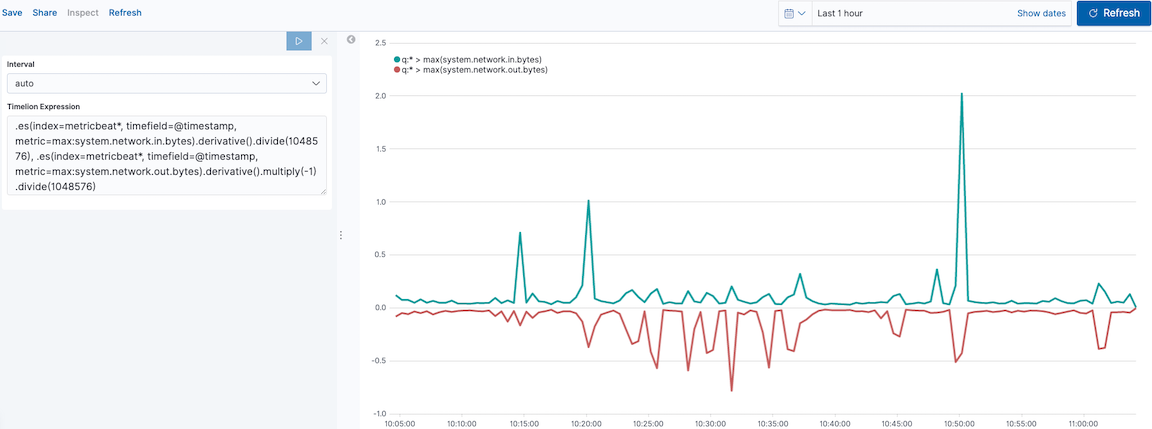 Save Share Inspect Refresh
Last 1 hour Show dates Refresh
Interval
auto
Timelion Expression
.es(index=metricbeat*, timefield=@timestamp,
metric=max:system.network.in.bytes).derivative().divide(10485
76), .es(index=metricbeat*, timefield=@timestamp,
metric=max:system.network.out.bytes).derivative().multiply(-1)
.divide(1048576)
q:* > max(system.network.in.bytes)
q:* > max(system.network.out.bytes)
2.5
2.0
1.5
1.0
0.5
0.0
-0.5
-1.0
10:05:00 10:10:00 10:15:00 10:20:00 10:25:00 10:30:00 10:35:00 10:40:00 10:45:00 10:50:00 10:55:00 11:00:00